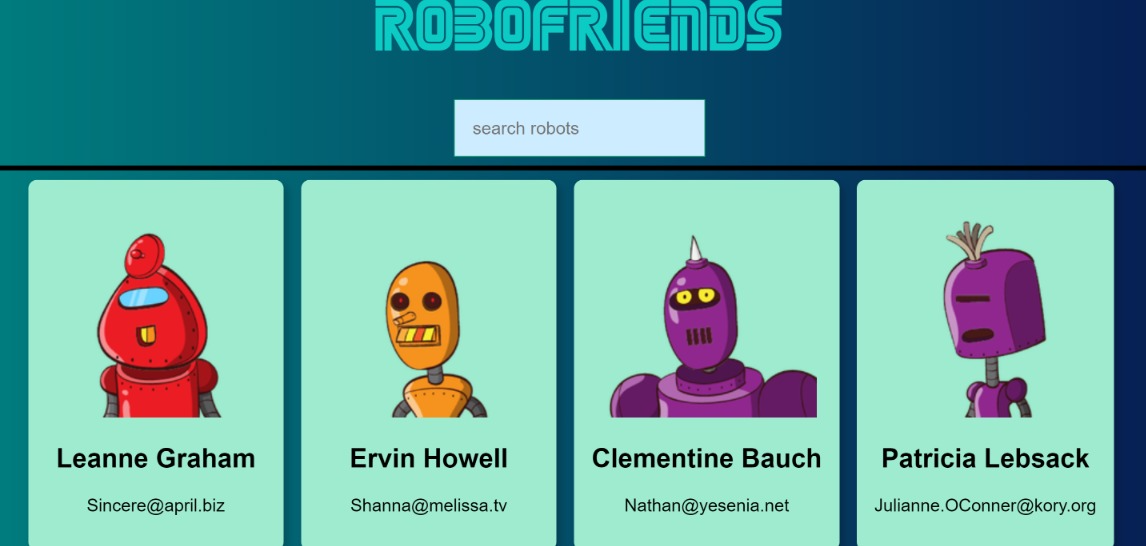 ROBOFRIENDS
search robots
Leanne Graham
Ervin Howell
Clementine Bauch
Patricia Lebsack
Sincere@april.biz
Shanna@melissa.tv
Nathan@yesenia.net
Julianne.OConner@kory.org